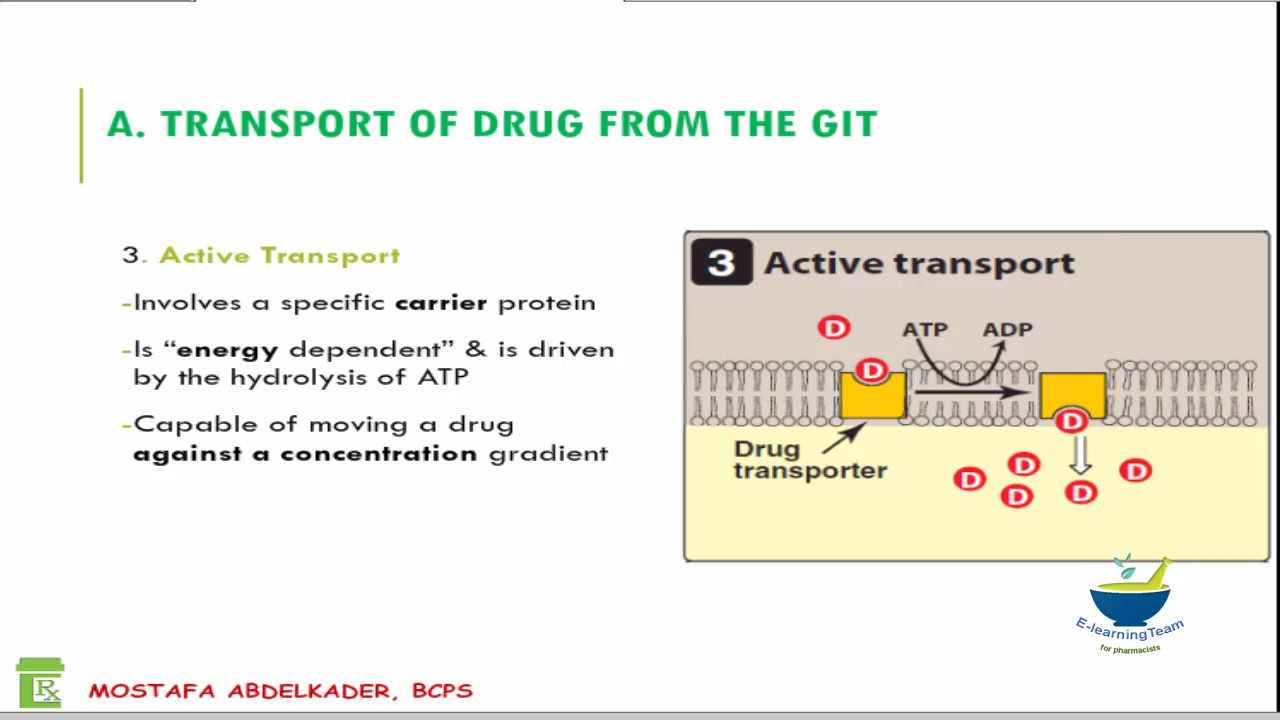 A. TRANSPORT OF DRUG FROM THE GIT
3. Active Transport
-Involves a specific carrier protein
-Is “energy dependent” & is driven
by the hydrolysis of ATP
-Capable of moving a drug
against a concentration gradient
3 Active transport
D
ATP ADP
D
D
Drug
transporter
D
D
D
D
D
E-learningTeam
for pharmacists
Rx
MOSTAFA ABDELKADER, BCPS